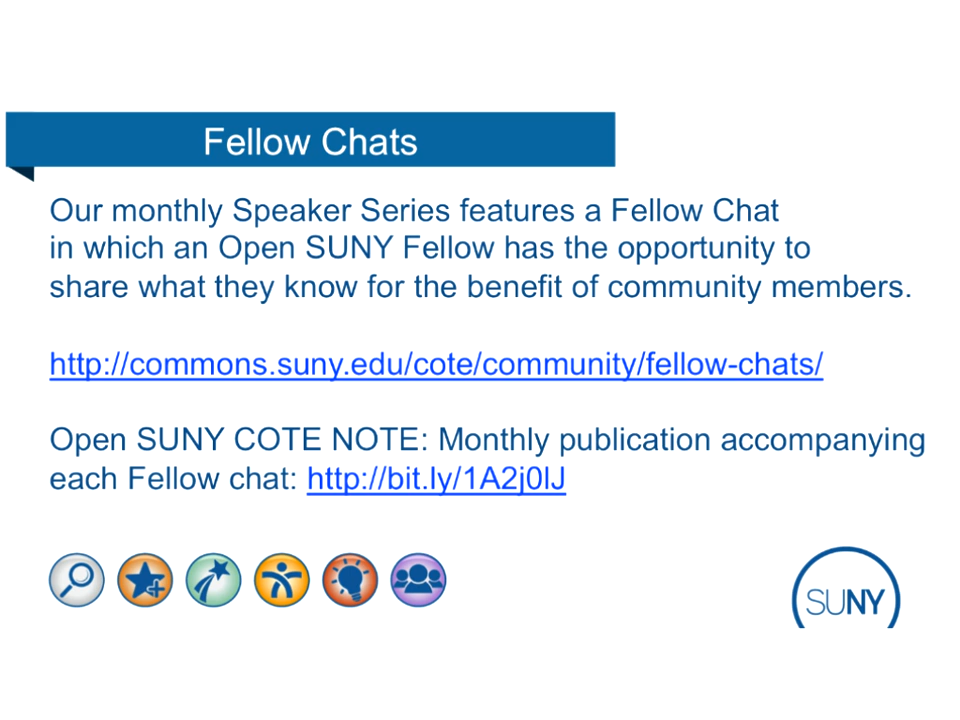 Fellow Chats
Our monthly Speaker Series features a Fellow Chat
in which an Open SUNY Fellow has the opportunity to
share what they know for the benefit of community members.
http://commons.suny.edu/cote/community/fellow-chats/
Open SUNY COTE NOTE: Monthly publication accompanying
each Fellow chat: http://bit.ly/1A2j0lJ
SUNY